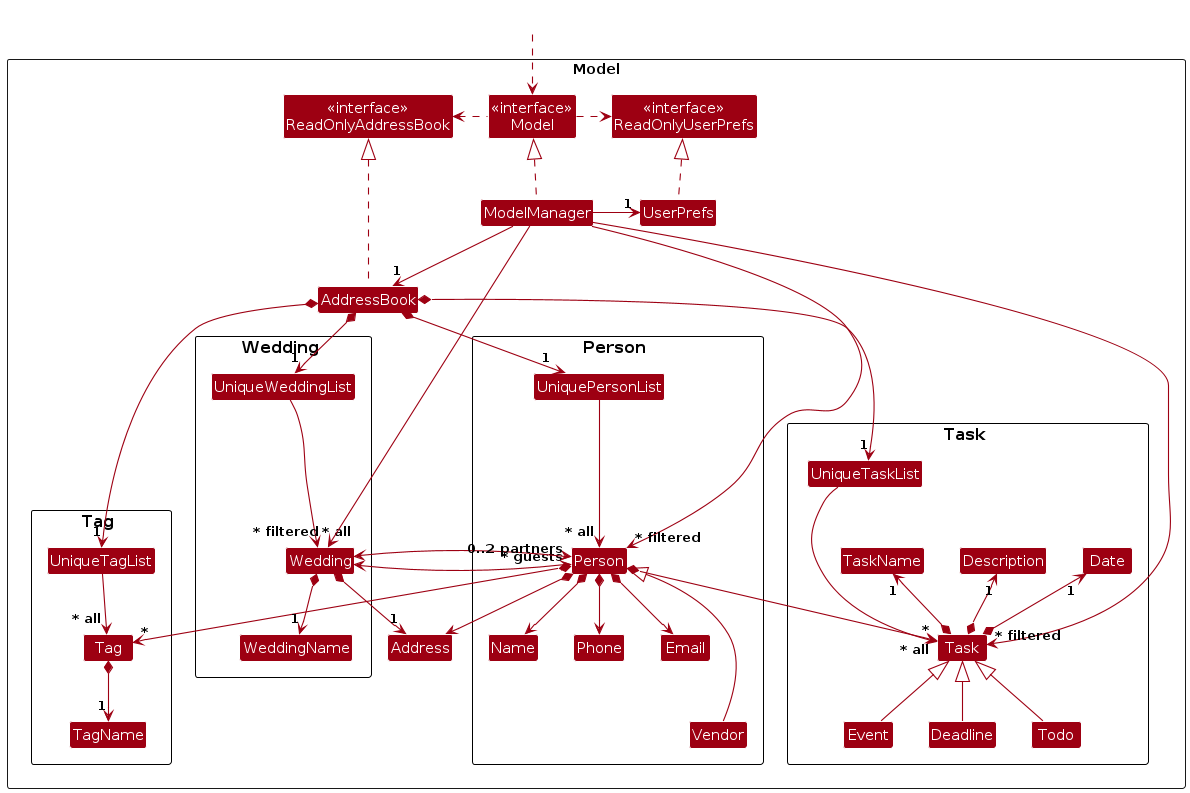 Model
«interface»
ReadOnlyAddressBook
«interface»
Model
«interface»
ReadOnlyUserPrefs
ModelManager
1
UserPrefs
1
AddressBook
Wedding
1
UniqueWeddingList
Person
1
UniquePersonList
Task
1
UniqueTaskList
Tag
1
UniqueTagList
* filtered
* all
Wedding
0..2 partners
* guests
* all
* filtered
Person
TaskName
Description
Date
1
1
1
* all
*
Tag
1
WeddingName
1
Address
Name
Phone
Email
*
* all
* filtered
Task
1
TagName
Vendor
Event
Deadline
Todo